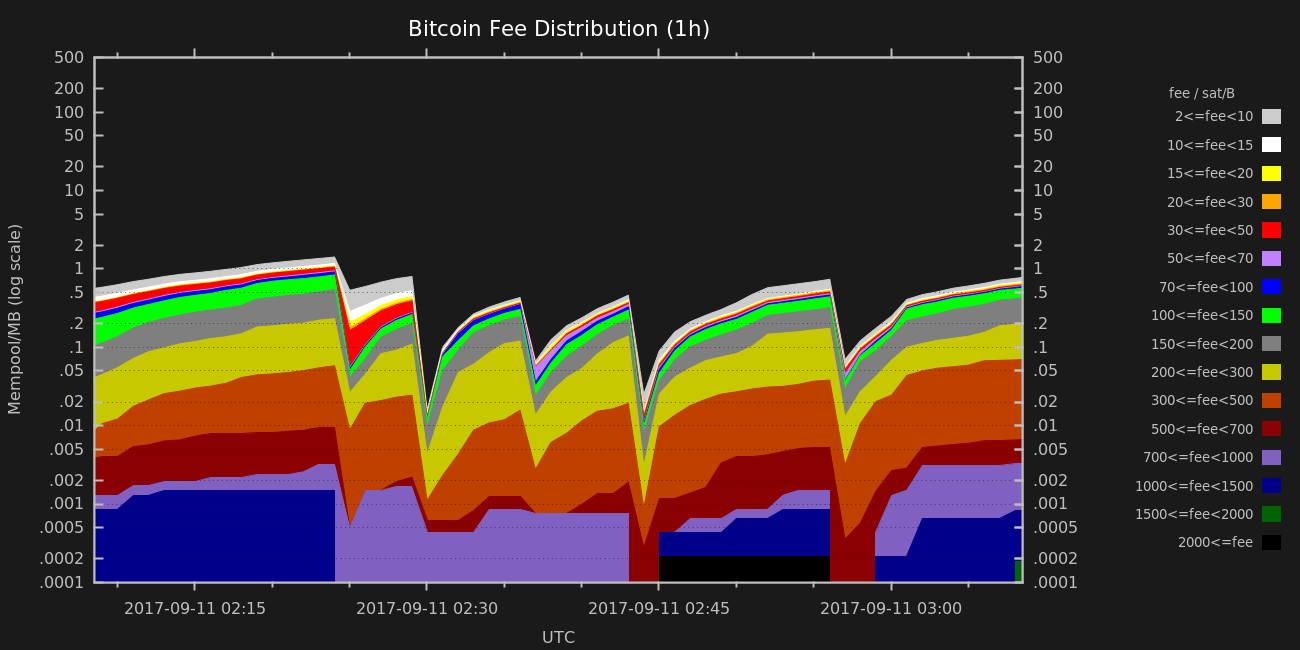 Bitcoin Fee Distribution (1h)
500
200
100
50
20
10
5
2
1
.5
.2
.1
.05
.02
.01
.005
.002
.001
.0005
.0002
.0001
Mempool/MB (log scale)
500
200
100
50
20
10
5
2
1
.5
.2
.1
.05
.02
.01
.005
.002
.001
.0005
.0002
.0001
2017-09-11 02:15
2017-09-11 02:30
2017-09-11 02:45
2017-09-11 03:00
UTC
fee / sat/B
2<=fee<10
10<=fee<15
15<=fee<20
20<=fee<30
30<=fee<50
50<=fee<70
70<=fee<100
100<=fee<150
150<=fee<200
200<=fee<300
300<=fee<500
500<=fee<700
700<=fee<1000
1000<=fee<1500
1500<=fee<2000
2000<=fee